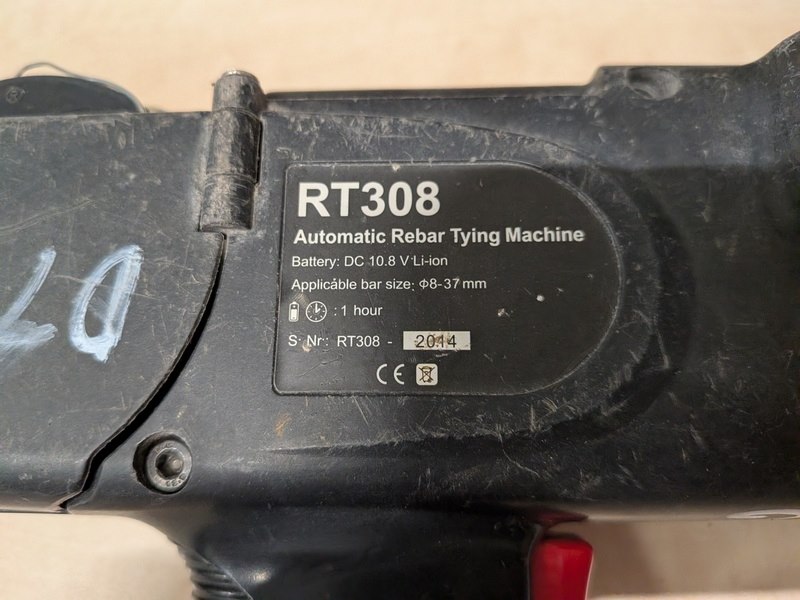 RT308
Automatic Rebar Tying Machine
Battery: DC 10.8 V Li-ion
Applicable bar size: Φ8-37 mm
: 1 hour
S. Nr.: RT308 - 2014
CE